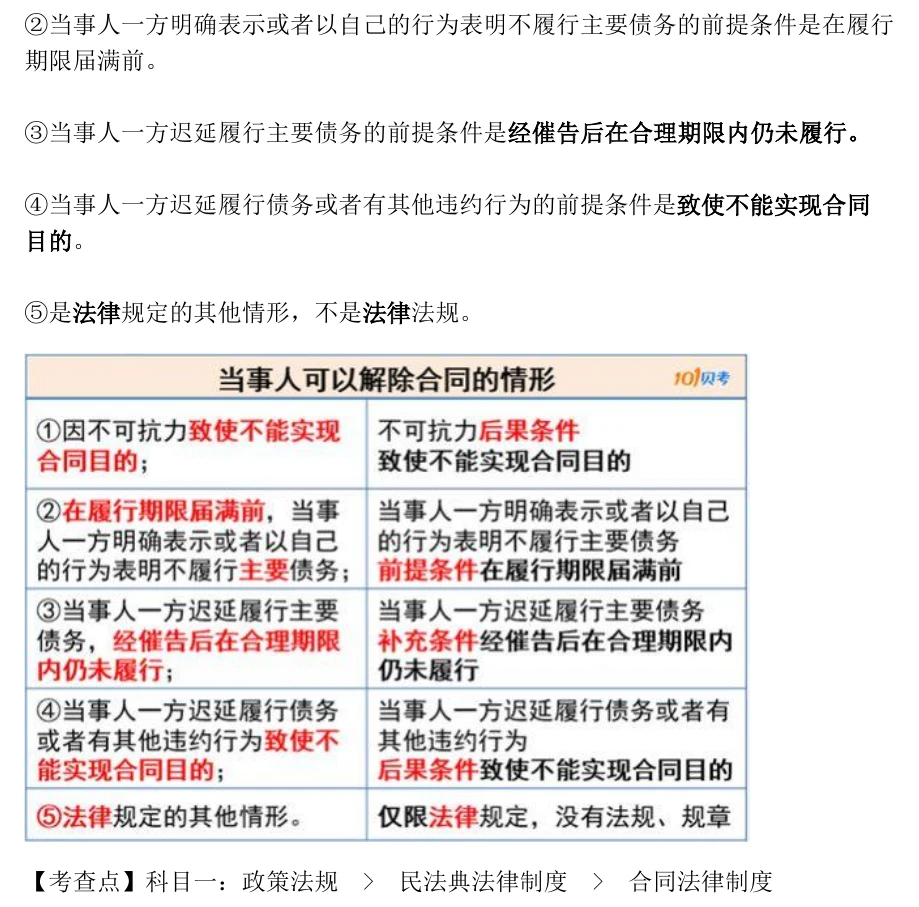 ②当事人一方明确表示或者以自己的行为表明不履行主要债务的前提条件是在履行
期限届满前。
③当事人一方迟延履行主要债务的前提条件是经催告后在合理期限内仍未履行。
④当事人一方迟延履行债务或者有其他违约行为的前提条件是致使不能实现合同
目的。
⑤是法律规定的其他情形，不是法律法规。
当事人可以解除合同的情形
101贝考
①因不可抗力致使不能实现
合同目的；
不可抗力后果条件
致使不能实现合同目的
②在履行期限届满前，当事
人一方明确表示或者以自己
的行为表明不履行主要债务；
当事人一方明确表示或者以自己
的行为表明不履行主要债务
前提条件在履行期限届满前
③当事人一方迟延履行主要
债务，经催告后在合理期限
内仍未履行；
当事人一方迟延履行主要债务
补充条件经催告后在合理期限内
仍未履行
④当事人一方迟延履行债务
或者有其他违约行为致使不
能实现合同目的；
当事人一方迟延履行债务或者有
其他违约行为
后果条件致使不能实现合同目的
⑤法律规定的其他情形。
仅限法律规定，没有法规、规章
【考查点】科目一：政策法规 > 民法典法律制度 > 合同法律制度